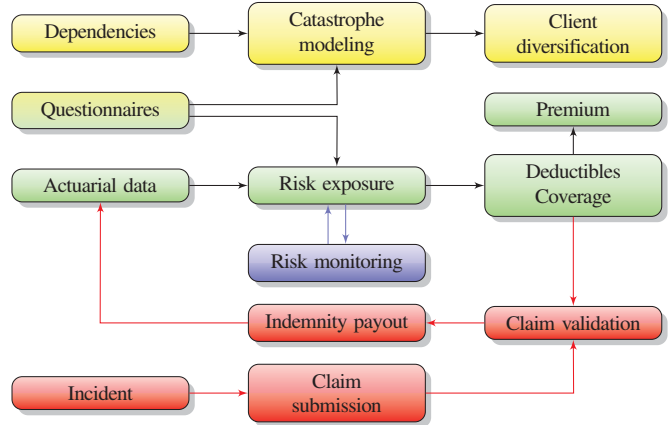 Dependencies
Catastrophe
modeling
Client
diversification
Questionnaires
Premium
Actuarial data
Risk exposure
Deductibles
Coverage
Risk monitoring
Indemnity payout
Claim validation
Incident
Claim
submission